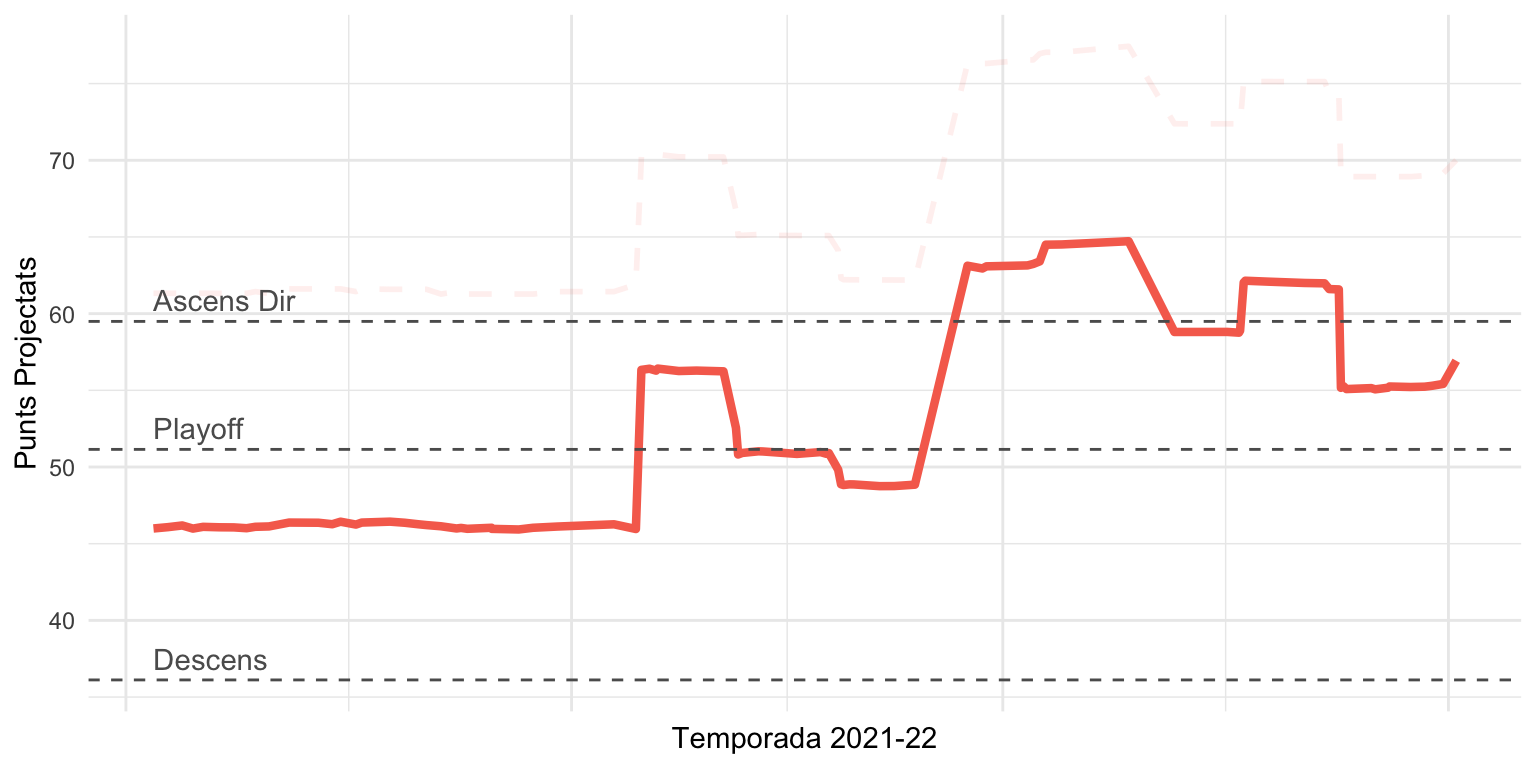 70
60
50
40
Punts Projectats
Ascens Dir
Playoff
Descens
Temporada 2021-22